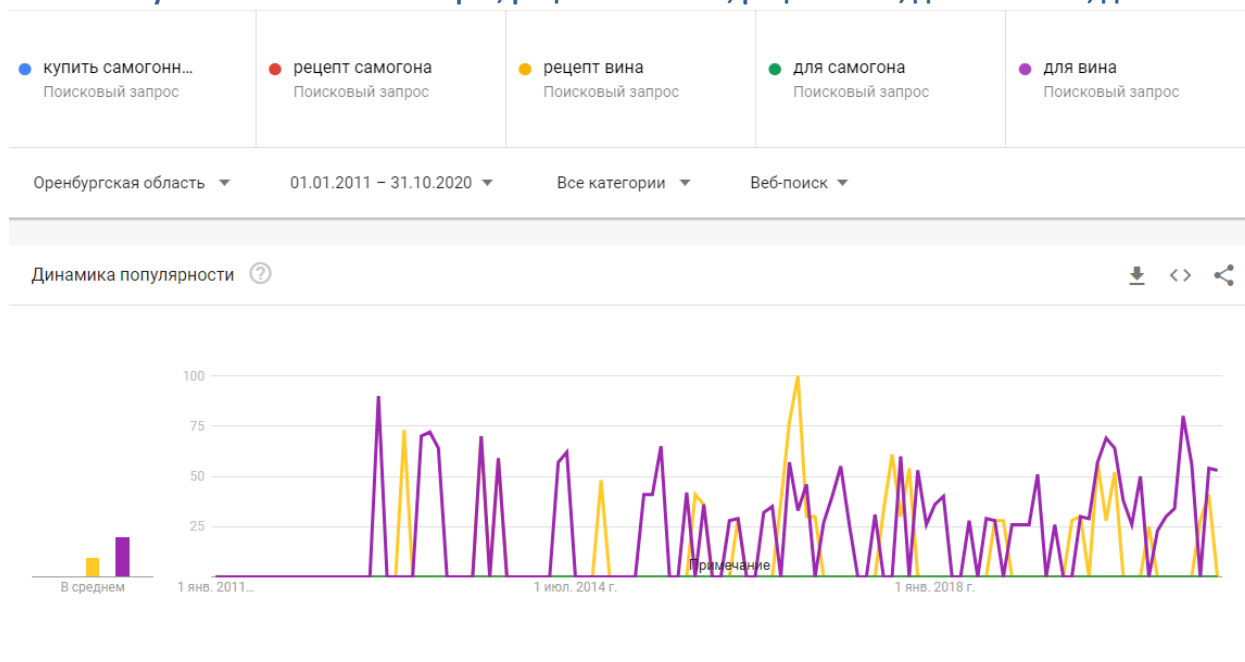 купить самогонн...
Поисковый запрос
рецепт самогона
Поисковый запрос
рецепт вина
Поисковый запрос
для самогона
Поисковый запрос
для вина
Поисковый запрос
Оренбургская область
01.01.2011 – 31.10.2020
Все категории
Веб-поиск
Динамика популярности ?
<>
100
75
50
25
Примечание
В среднем
1 янв. 2011...
1 июл. 2014 г.
1 янв. 2018 г.